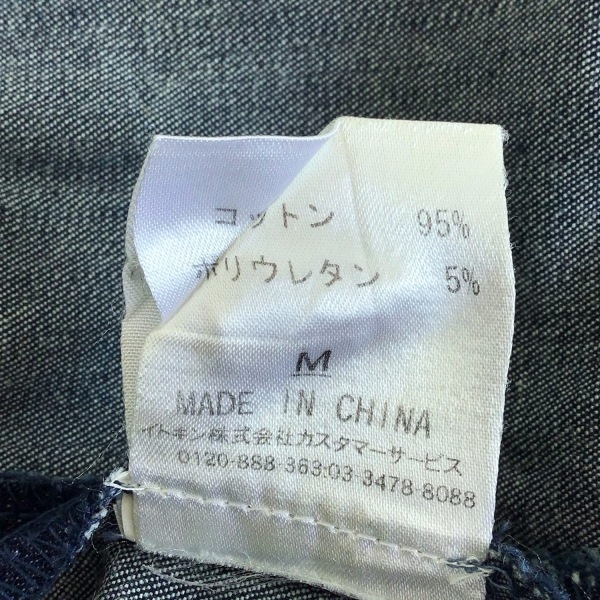 コットン 95%
ポリウレタン 5%
M
MADE IN CHINA
イトキン株式会社カスタマーサービス
0120-888-363:03-3478-8088